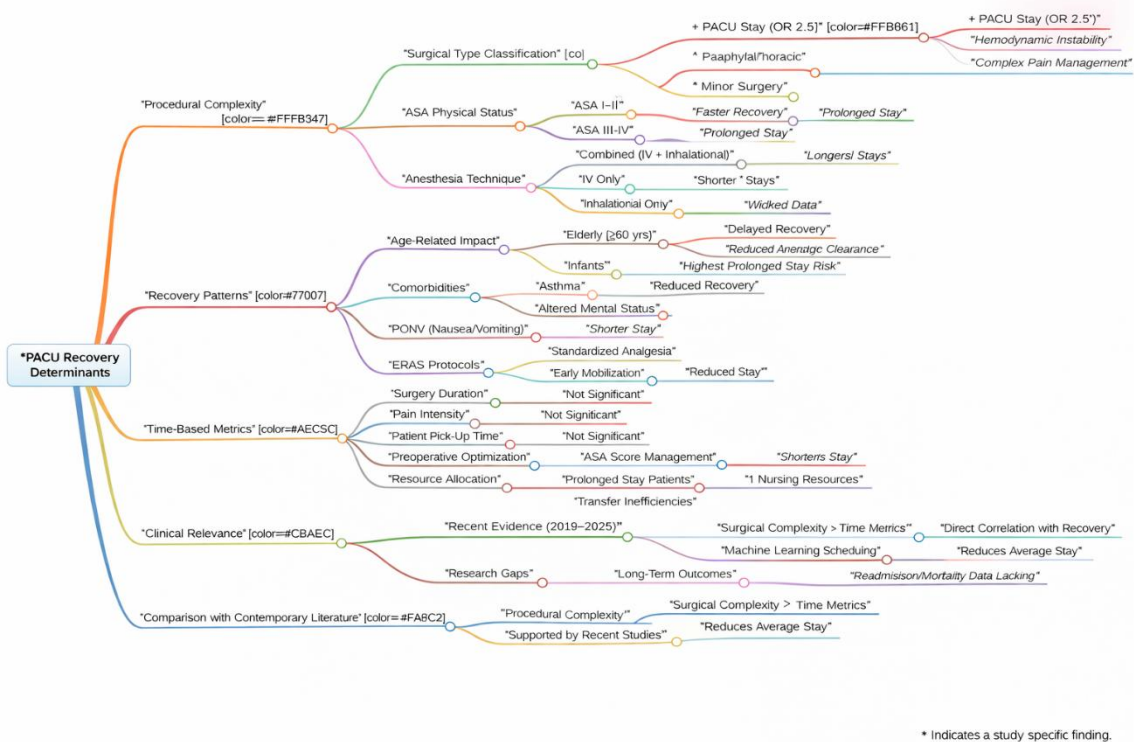 + PACU Stay (OR 2.5]" [color=#FFB861]
+ PACU Stay (OR 2.5")"
"Hemodynamic Instability"
"Complex Pain Management"
"Surgical Type Classification" [co]
* Paaphylal/Thoracic"
* Minor Surgery"
"Procedural Complexity"
[color== #FFFB347]
"ASA Physical Status"
"ASA I–II"
"Faster Recovery"
"Prolonged Stay"
"ASA III-IV"
"Prolonged Stay"
"Anesthesia Technique"
"Combined (IV + Inhalational)"
"Longersl Stays"
"IV Only"
"Shorter * Stays"
"Inhalationial Only"
"Widked Data"
"Recovery Patterns" [color=#77007]
"Age-Related Impact"
"Elderly [≥60 yrs)"
"Delayed Recovery"
"Reduced Clearance"
"Infants"
"Highest Prolonged Stay Risk"
"Comorbidities"
"Asthma"
"Reduced Recovery"
"Altered Mental Status"
"PONV (Nausea/Vomiting)"
"Shorter Stay"
"ERAS Protocols"
"Standardized Analgesia"
"Early Mobilization"
"Reduced Stay"
*PACU Recovery
Determinants
"Time-Based Metrics" [color=#AECSC]
"Surgery Duration"
"Not Significant"
"Pain Intensity"
"Not Significant"
"Patient Pick-Up Time"
"Not Significant"
"Preoperative Optimization"
"ASA Score Management"
"Shorters Stay"
"Resource Allocation"
"Prolonged Stay Patients"
"1 Nursing Resources"
"Transfer Inefficiencies"
"Clinical Relevance" [color=#CBAEC]
"Recent Evidence (2019–2025)"
"Surgical Complexity > Time Metrics"
"Direct Correlation with Recovery"
"Machine Learning Scheduing"
"Reduces Average Stay"
"Research Gaps"
"Long-Term Outcomes"
"Readmisison/Mortality Data Lacking"
"Comparison with Contemporary Literature" [color= #FA8C2]
"Procedural Complexity"
"Surgical Complexity > Time Metrics"
"Supported by Recent Studies"
"Reduces Average Stay"
* Indicates a study specific finding.